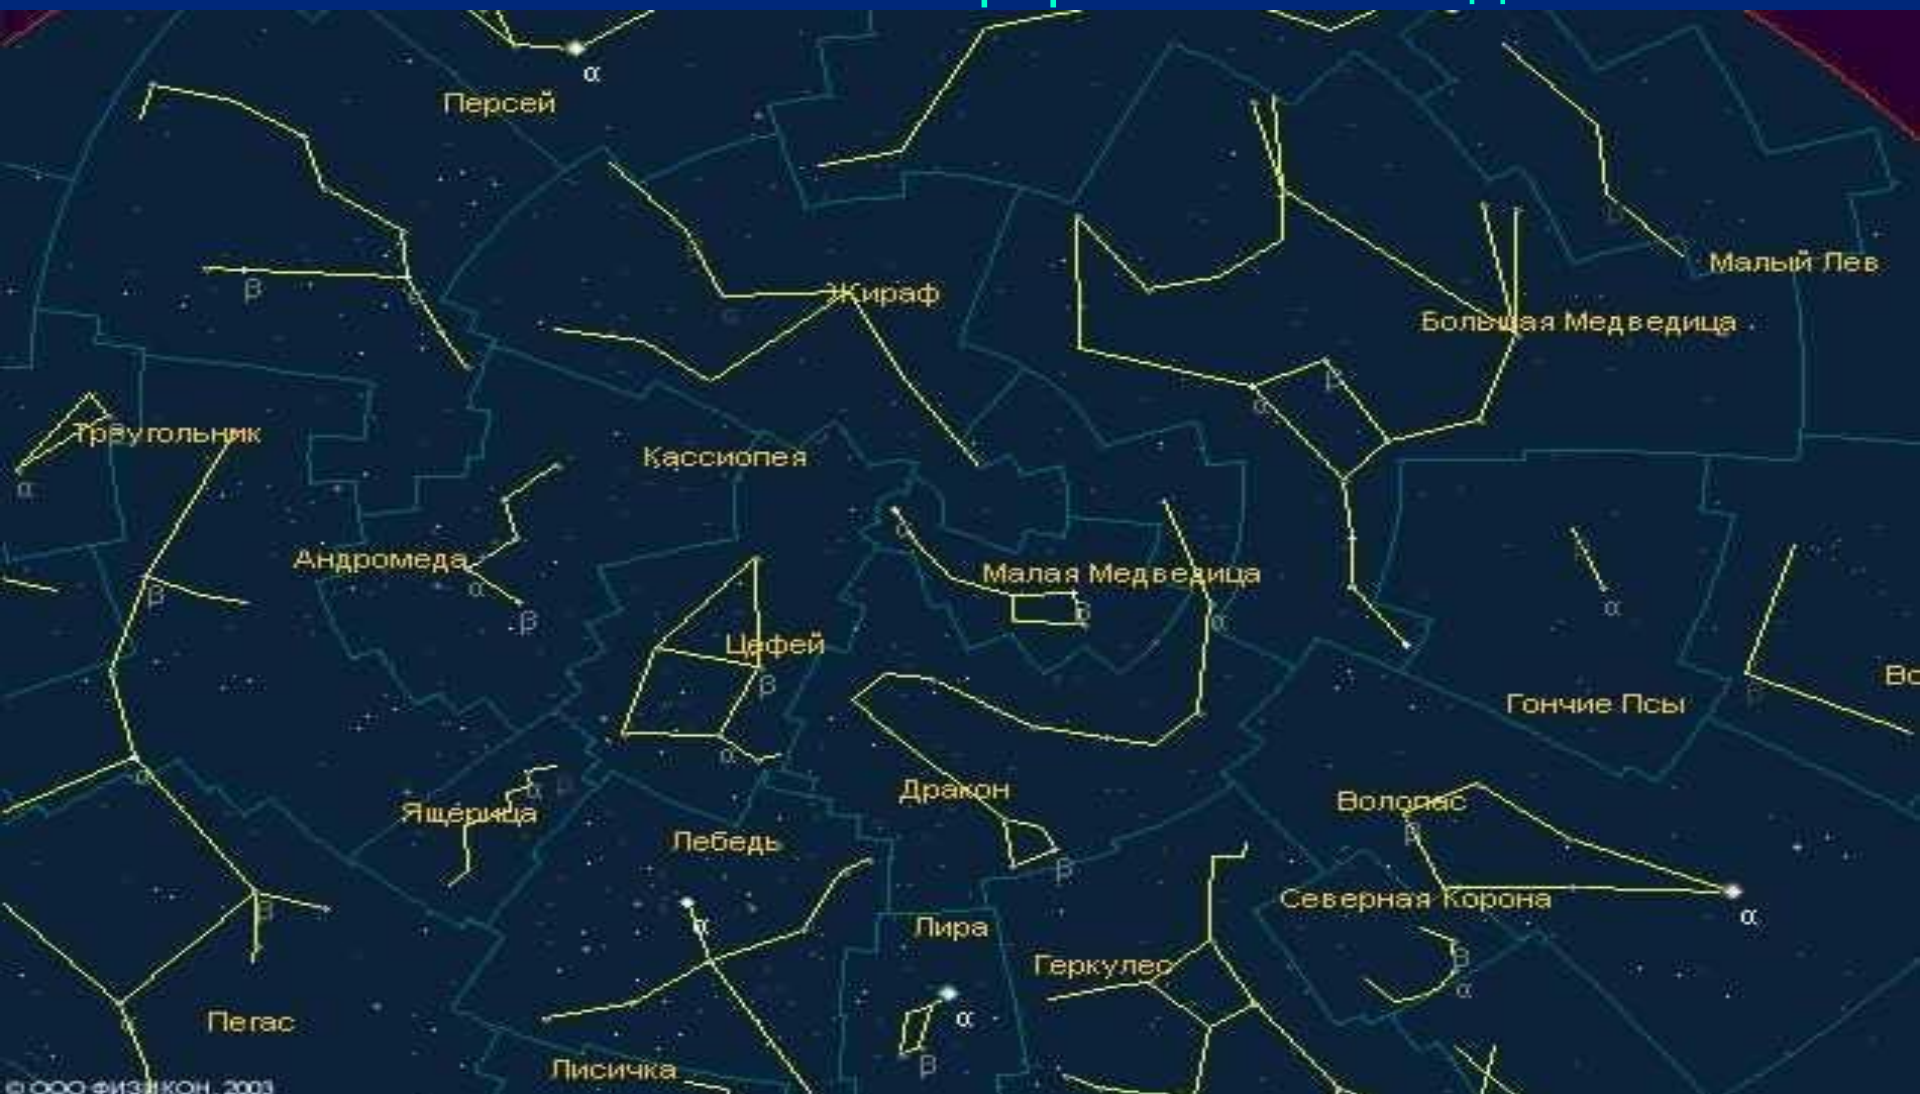 α
Персей
β
Жираф
Малый Лев
Большая Медведица
β
α
Треугольник
α
Кассиопея
Андромеда
β
α
β
α
Малая Медведица
β
α
α
Цефей
β
α
Гончие Псы
Во
α
Ящерица
α
β
Лебедь
Дракон
β
Волопас
β
Северная Корона
α
β
α
β
α
Лира
α
β
Геркулес
Пегас
α
Лисичка
© ООО ФИЗИКОН, 2003